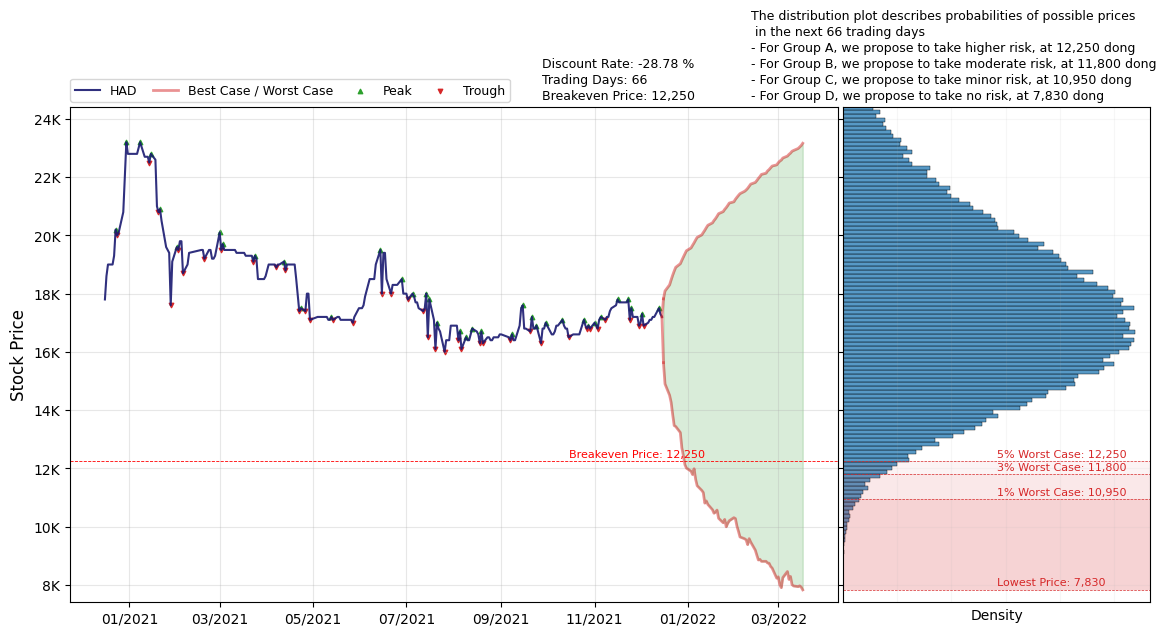 The distribution plot describes probabilities of possible prices
in the next 66 trading days
- For Group A, we propose to take higher risk, at 12,250 dong
- For Group B, we propose to take moderate risk, at 11,800 dong
- For Group C, we propose to take minor risk, at 10,950 dong
- For Group D, we propose to take no risk, at 7,830 dong
Discount Rate: -28.78 %
Trading Days: 66
Breakeven Price: 12,250
HAD
Best Case / Worst Case
Peak
Trough
Stock Price
24K
22K
20K
18K
16K
14K
12K
10K
8K
Breakeven Price: 12,250
5% Worst Case: 12,250
3% Worst Case: 11,800
1% Worst Case: 10,950
Lowest Price: 7,830
01/2021
03/2021
05/2021
07/2021
09/2021
11/2021
01/2022
03/2022
Density